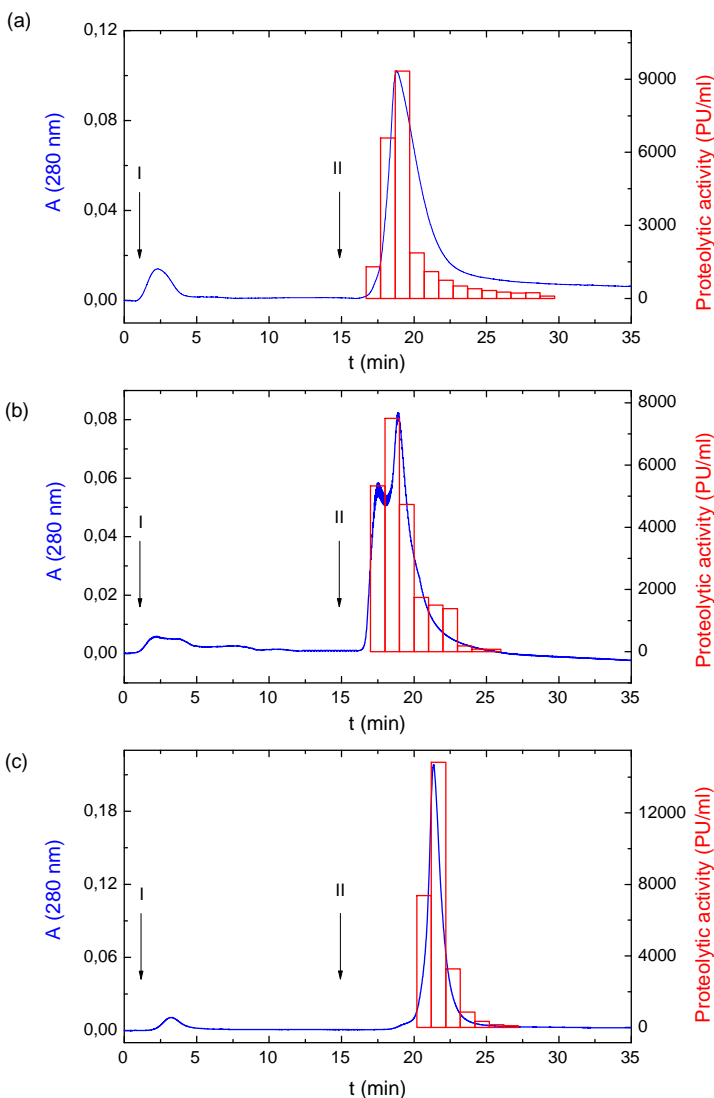 (a)
0,12
0,08
0,04
0,00
A (280 nm)
I
II
9000
6000
3000
0
Proteolytic activity (PU/ml)
0 5 10 15 20 25 30 35
t (min)
(b)
0,08
0,06
0,04
0,02
0,00
A (280 nm)
I
II
8000
6000
4000
2000
0
Proteolytic activity (PU/ml)
0 5 10 15 20 25 30 35
t (min)
(c)
0,18
0,12
0,06
0,00
A (280 nm)
I
II
12000
8000
4000
0
Proteolytic activity (PU/ml)
0 5 10 15 20 25 30 35
t (min)